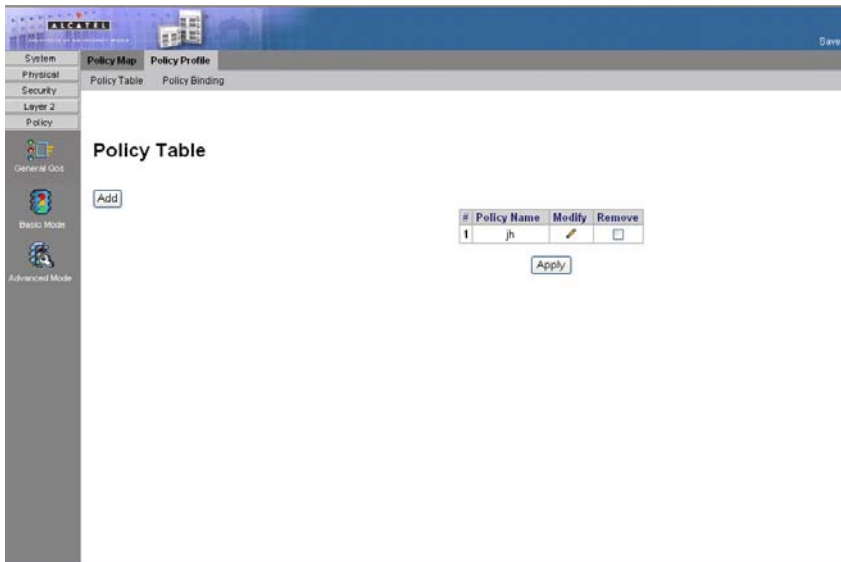 ALCATEL
Save
System
Physical
Security
Layer 2
Policy
General Qos
Basic Mode
Advanced Mode
Policy Map Policy Profile
Policy Table Policy Binding
Policy Table
Add
# Policy Name Modify Remove
1 jh
Apply